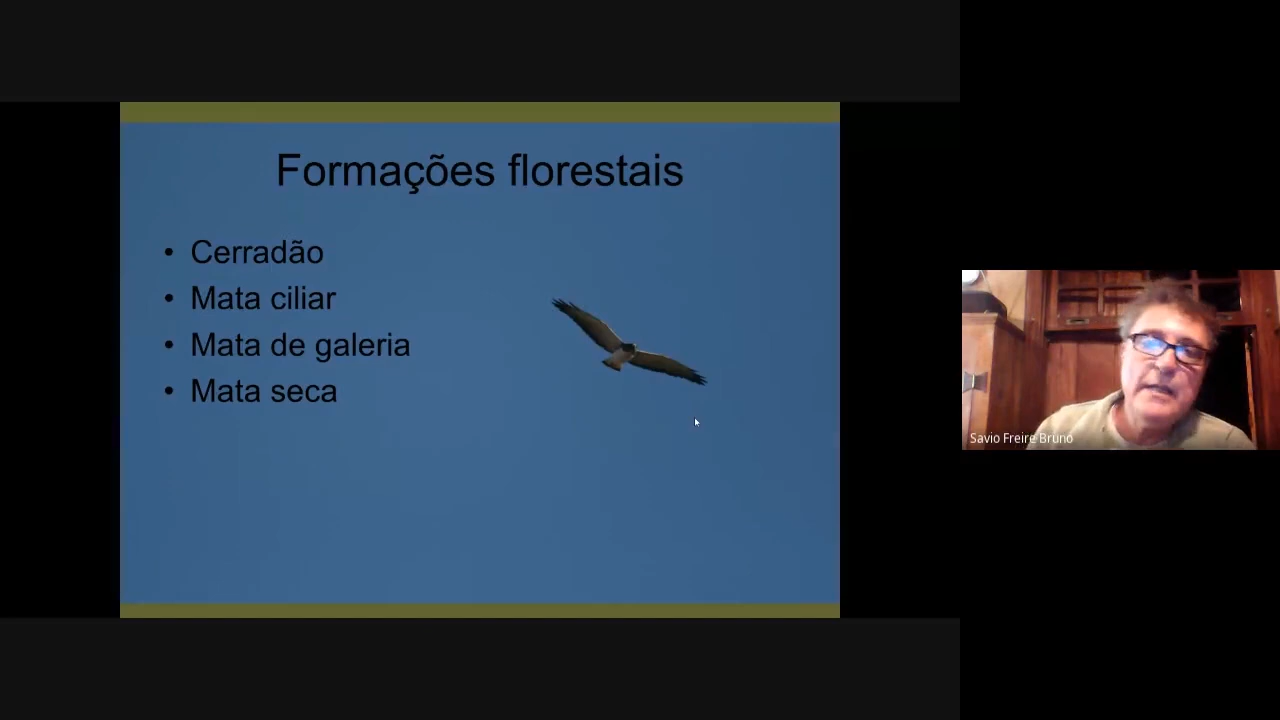 Formações florestais
• Cerradão
• Mata ciliar
• Mata de galeria
• Mata seca
Savio Freire Bruno